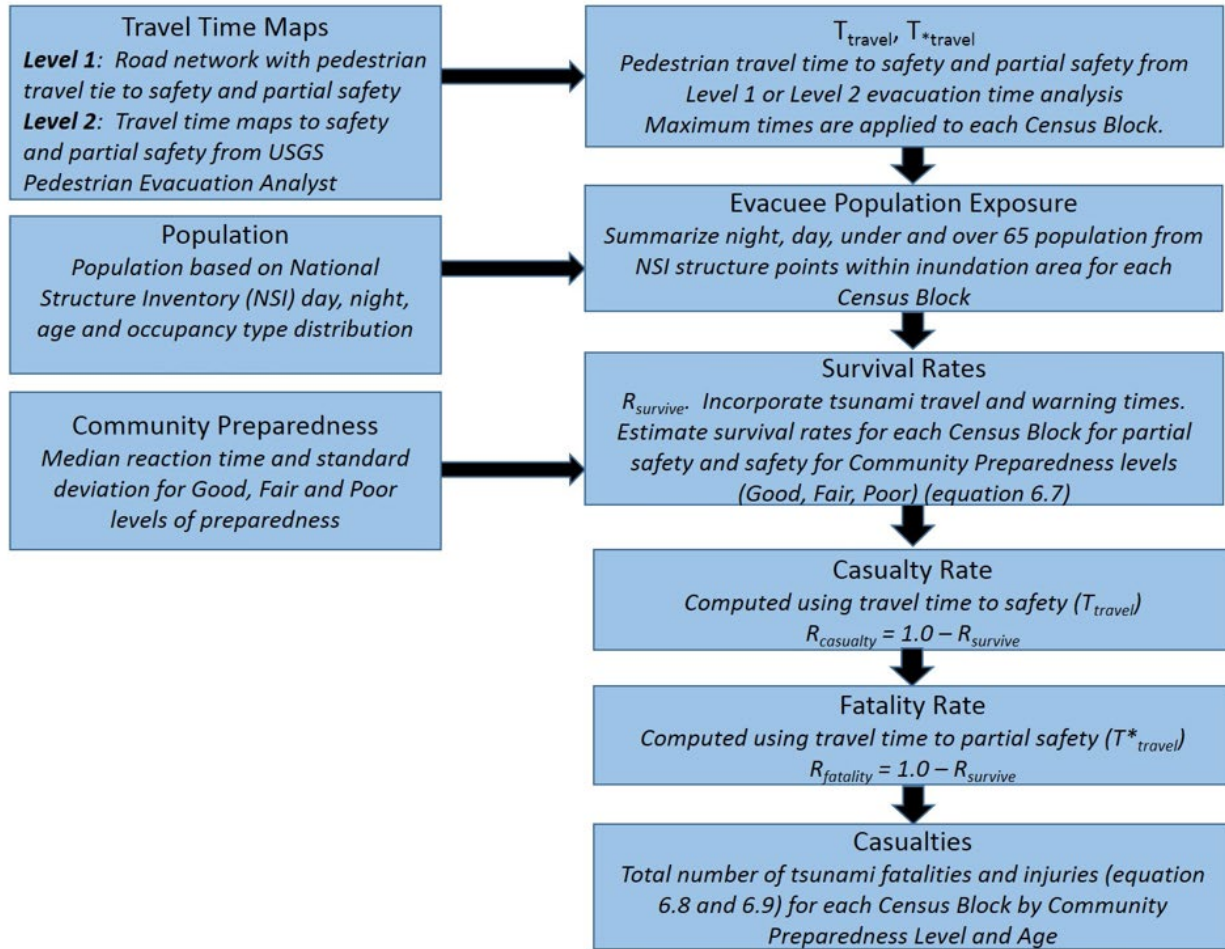 Travel Time Maps
Level 1:  Road network with pedestrian
travel tie to safety and partial safety
Level 2:  Travel time maps to safety
and partial safety from USGS
Pedestrian Evacuation Analyst
Population
Population based on National
Structure Inventory (NSI) day, night,
age and occupancy type distribution
Community Preparedness
Median reaction time and standard
deviation for Good, Fair and Poor
levels of preparedness
Ttravel, T*travel
Pedestrian travel time to safety and partial safety from
Level 1 or Level 2 evacuation time analysis
Maximum times are applied to each Census Block.
Evacuee Population Exposure
Summarize night, day, under and over 65 population from
NSI structure points within inundation area for each
Census Block
Survival Rates
Rsurvive.  Incorporate tsunami travel and warning times.
Estimate survival rates for each Census Block for partial
safety and safety for Community Preparedness levels
(Good, Fair, Poor) (equation 6.7)
Casualty Rate
Computed using travel time to safety (Ttravel)
Rcasualty = 1.0 – Rsurvive
Fatality Rate
Computed using travel time to partial safety (T*travel)
Rfatality = 1.0 – Rsurvive
Casualties
Total number of tsunami fatalities and injuries (equation
6.8 and 6.9) for each Census Block by Community
Preparedness Level and Age